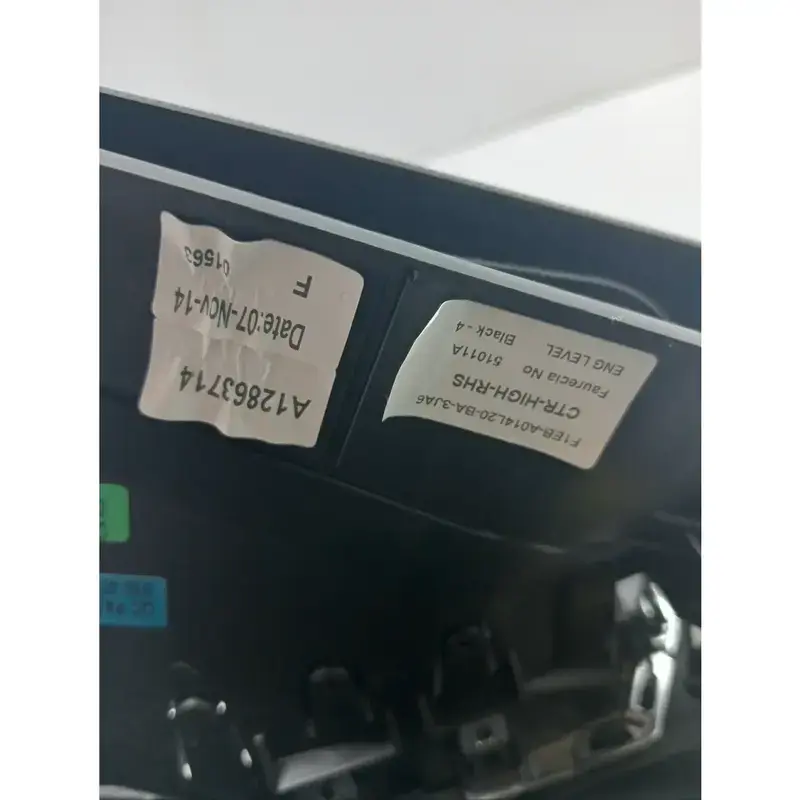 F1EB-A014L20-BA-3JA6
CTR-HIGH-RHS
Faurecia No 51011A
ENG LEVEL Black - 4
A12863714
Date:07-Nov-14
F 01563